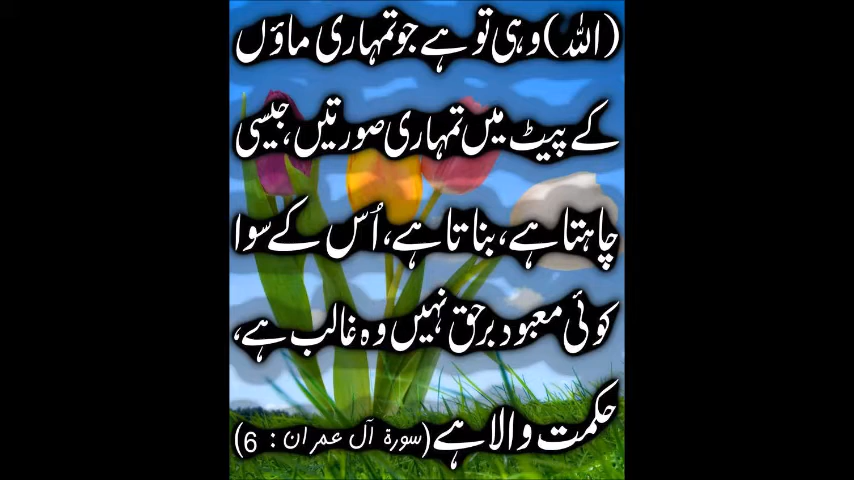 (اللہ) وہی تو ہے جو تمہاری ماؤں
کے پیٹ میں تمہاری صورتیں، جیسی
چاہتا ہے، بناتا ہے، اُس کے سوا
کوئی معبود برحق نہیں وہ غالب ہے،
حکمت والا ہے (سورۃ آل عمران : 6)